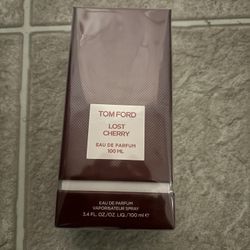 TOM FORD
LOST
CHERRY
EAU DE PARFUM
100 ML
EAU DE PARFUM
VAPORISATEUR SPRAY
3.4 FL. OZ./OZ. LIQ./100 ml ℮